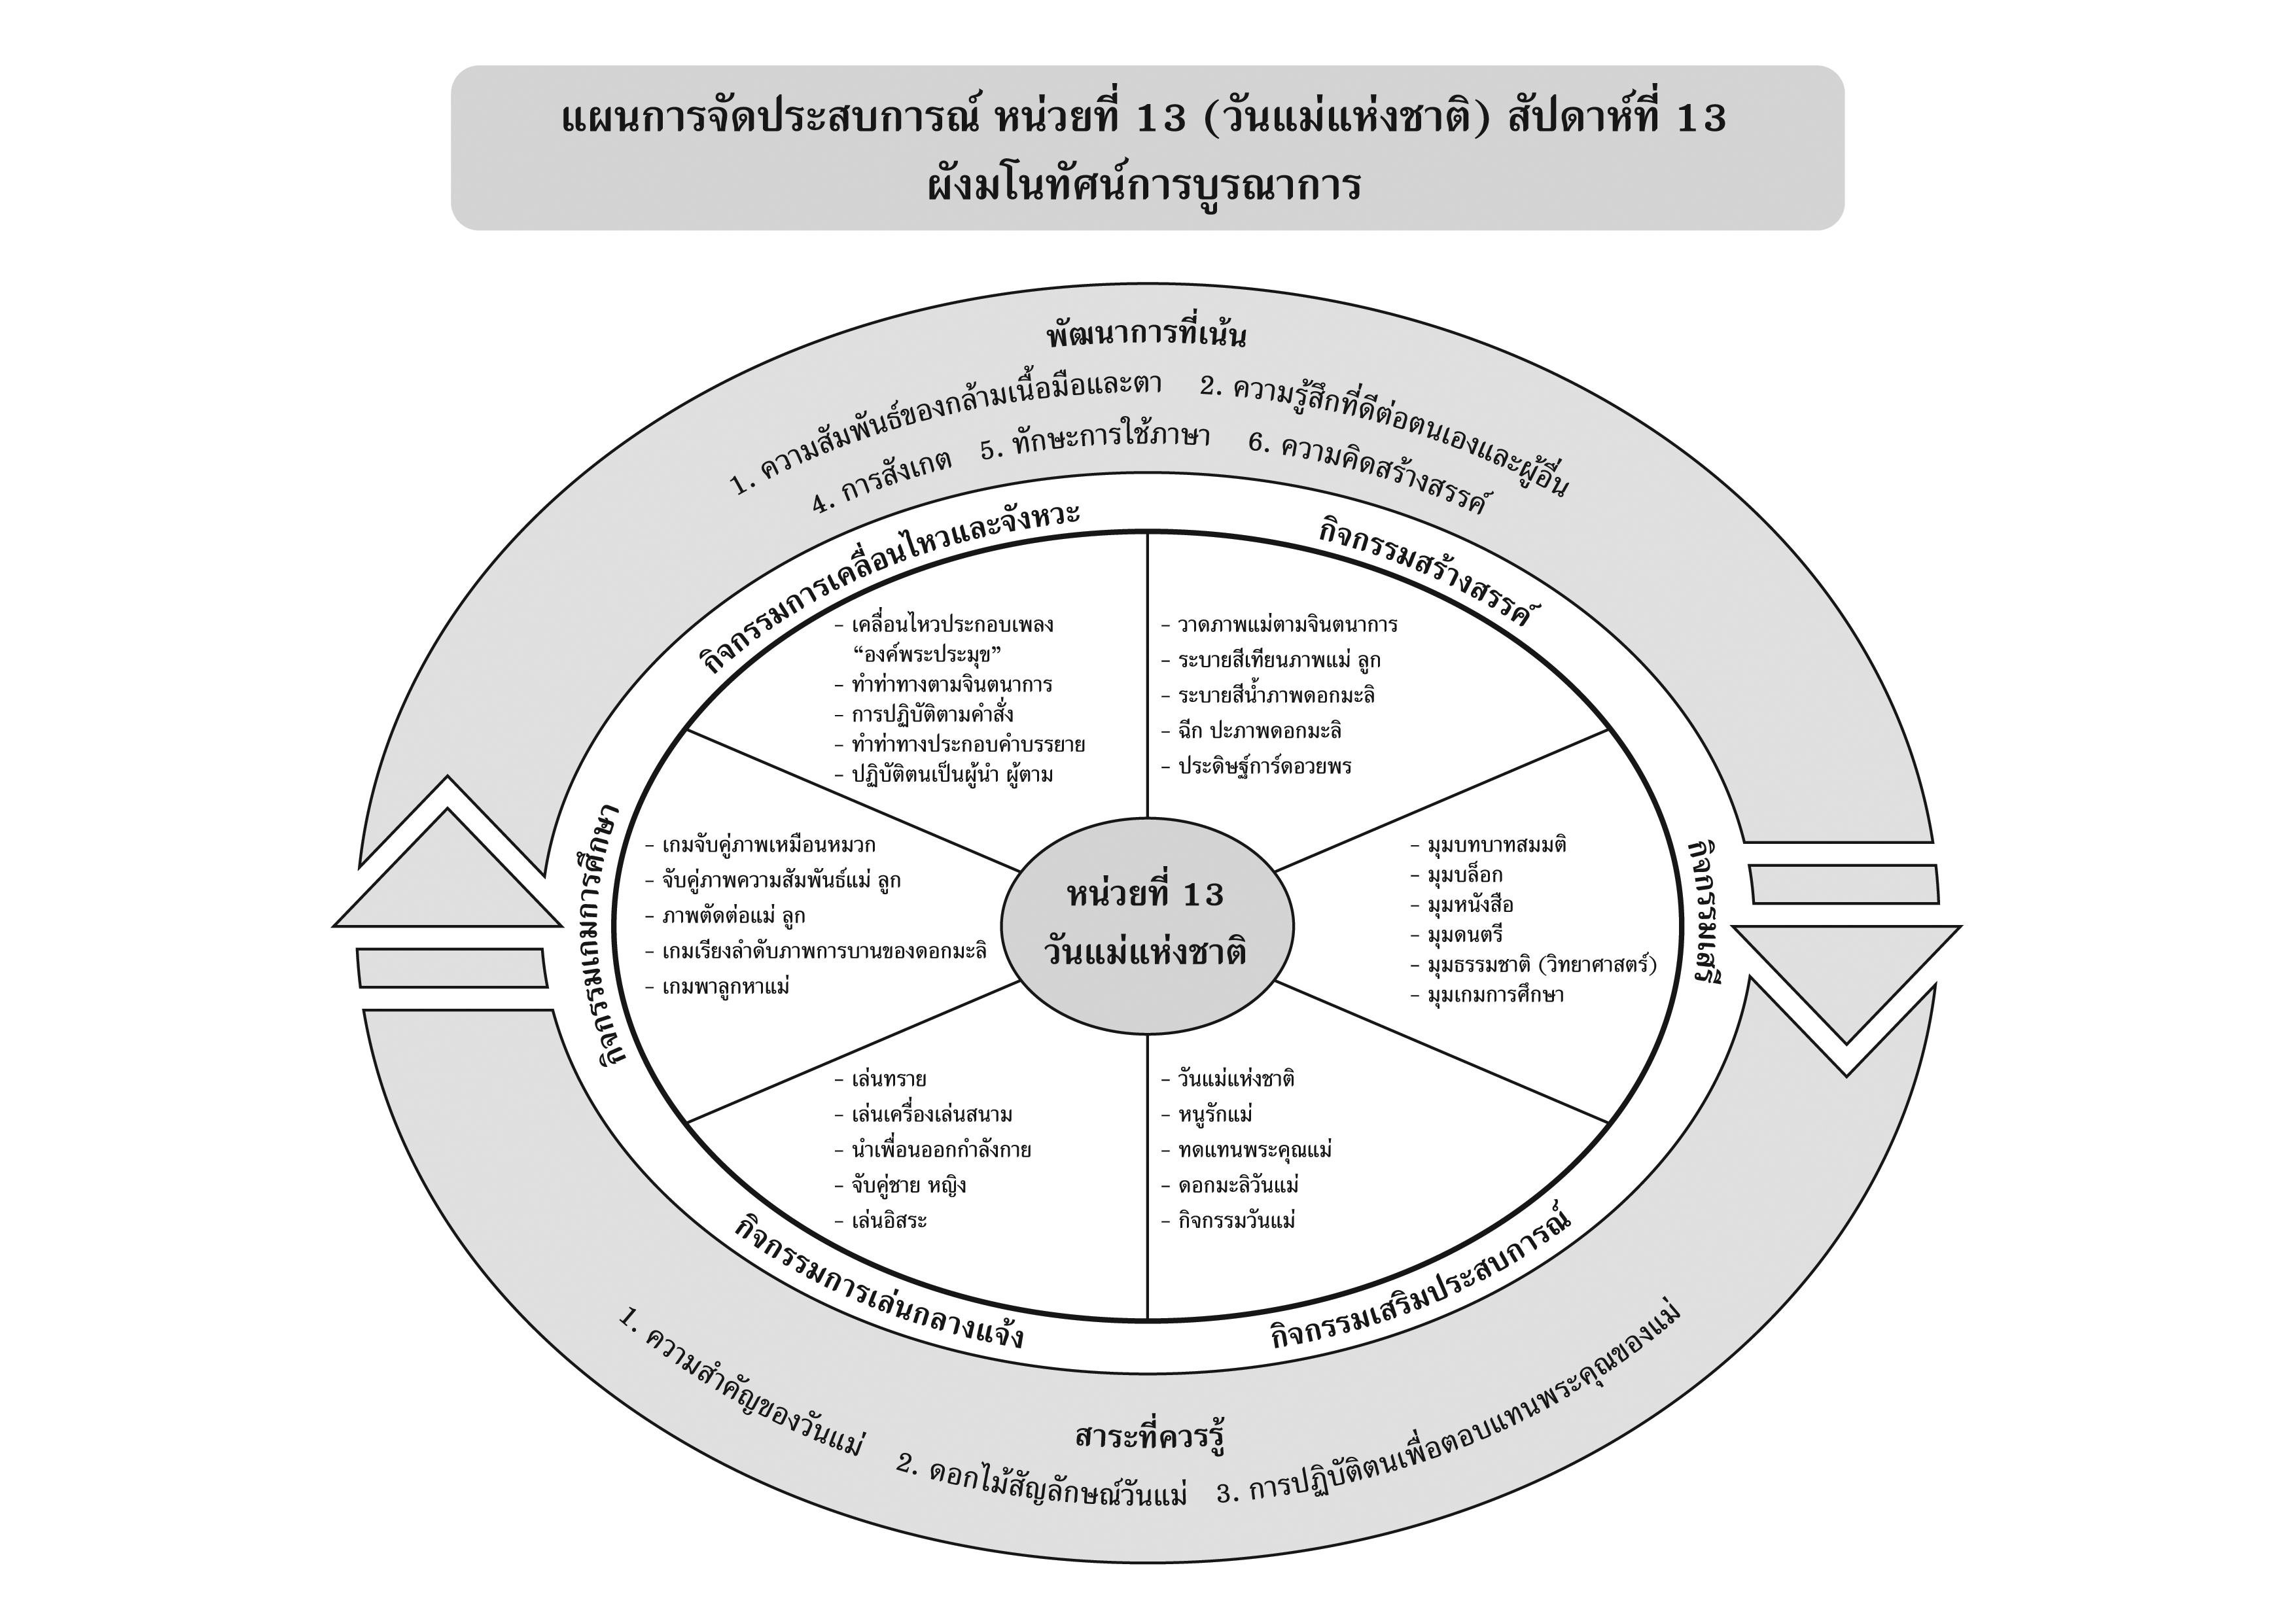 แผนการจัดประสบการณ์ หน่วยที่ 13 (วันแม่แห่งชาติ) สัปดาห์ที่ 13
ผังมโนทัศน์การบูรณาการ
พัฒนาการที่เน้น
1. ความสัมพันธ์ของกล้ามเนื้อมือและตา 2. ความรู้สึกที่ดีต่อตนเองและผู้อื่น
4. การสังเกต 5. ทักษะการใช้ภาษา 6. ความคิดสร้างสรรค์
กิจกรรมการเคลื่อนไหวและจังหวะ
- เคลื่อนไหวประกอบเพลง
“องค์พระประมุข”
- ทำท่าทางตามจินตนาการ
- การปฏิบัติตามคำสั่ง
- ทำท่าทางประกอบคำบรรยาย
- ปฏิบัติตนเป็นผู้นำ ผู้ตาม
กิจกรรมสร้างสรรค์
- วาดภาพแม่ตามจินตนาการ
- ระบายสีเทียนภาพแม่ ลูก
- ระบายสีน้ำภาพดอกมะลิ
- ฉีก ปะภาพดอกมะลิ
- ประดิษฐ์การ์ดอวยพร
กิจกรรมเกมการศึกษา
- เกมจับคู่ภาพเหมือนหมวก
- จับคู่ภาพความสัมพันธ์แม่ ลูก
- ภาพตัดต่อแม่ ลูก
- เกมเรียงลำดับภาพการบานของดอกมะลิ
- เกมพาลูกหาแม่
หน่วยที่ 13
วันแม่แห่งชาติ
กิจกรรมเสรี
- มุมบทบาทสมมติ
- มุมบล็อก
- มุมหนังสือ
- มุมดนตรี
- มุมธรรมชาติ (วิทยาศาสตร์)
- มุมเกมการศึกษา
- เล่นทราย
- เล่นเครื่องเล่นสนาม
- นำเพื่อนออกกำลังกาย
- จับคู่ชาย หญิง
- เล่นอิสระ
กิจกรรมการเล่นกลางแจ้ง
- วันแม่แห่งชาติ
- หนูรักแม่
- ทดแทนพระคุณแม่
- ดอกมะลิวันแม่
- กิจกรรมวันแม่
กิจกรรมเสริมประสบการณ์
สาระที่ควรรู้
1. ความสำคัญของวันแม่ 2. ดอกไม้สัญลักษณ์วันแม่ 3. การปฏิบัติตนเพื่อตอบแทนพระคุณของแม่